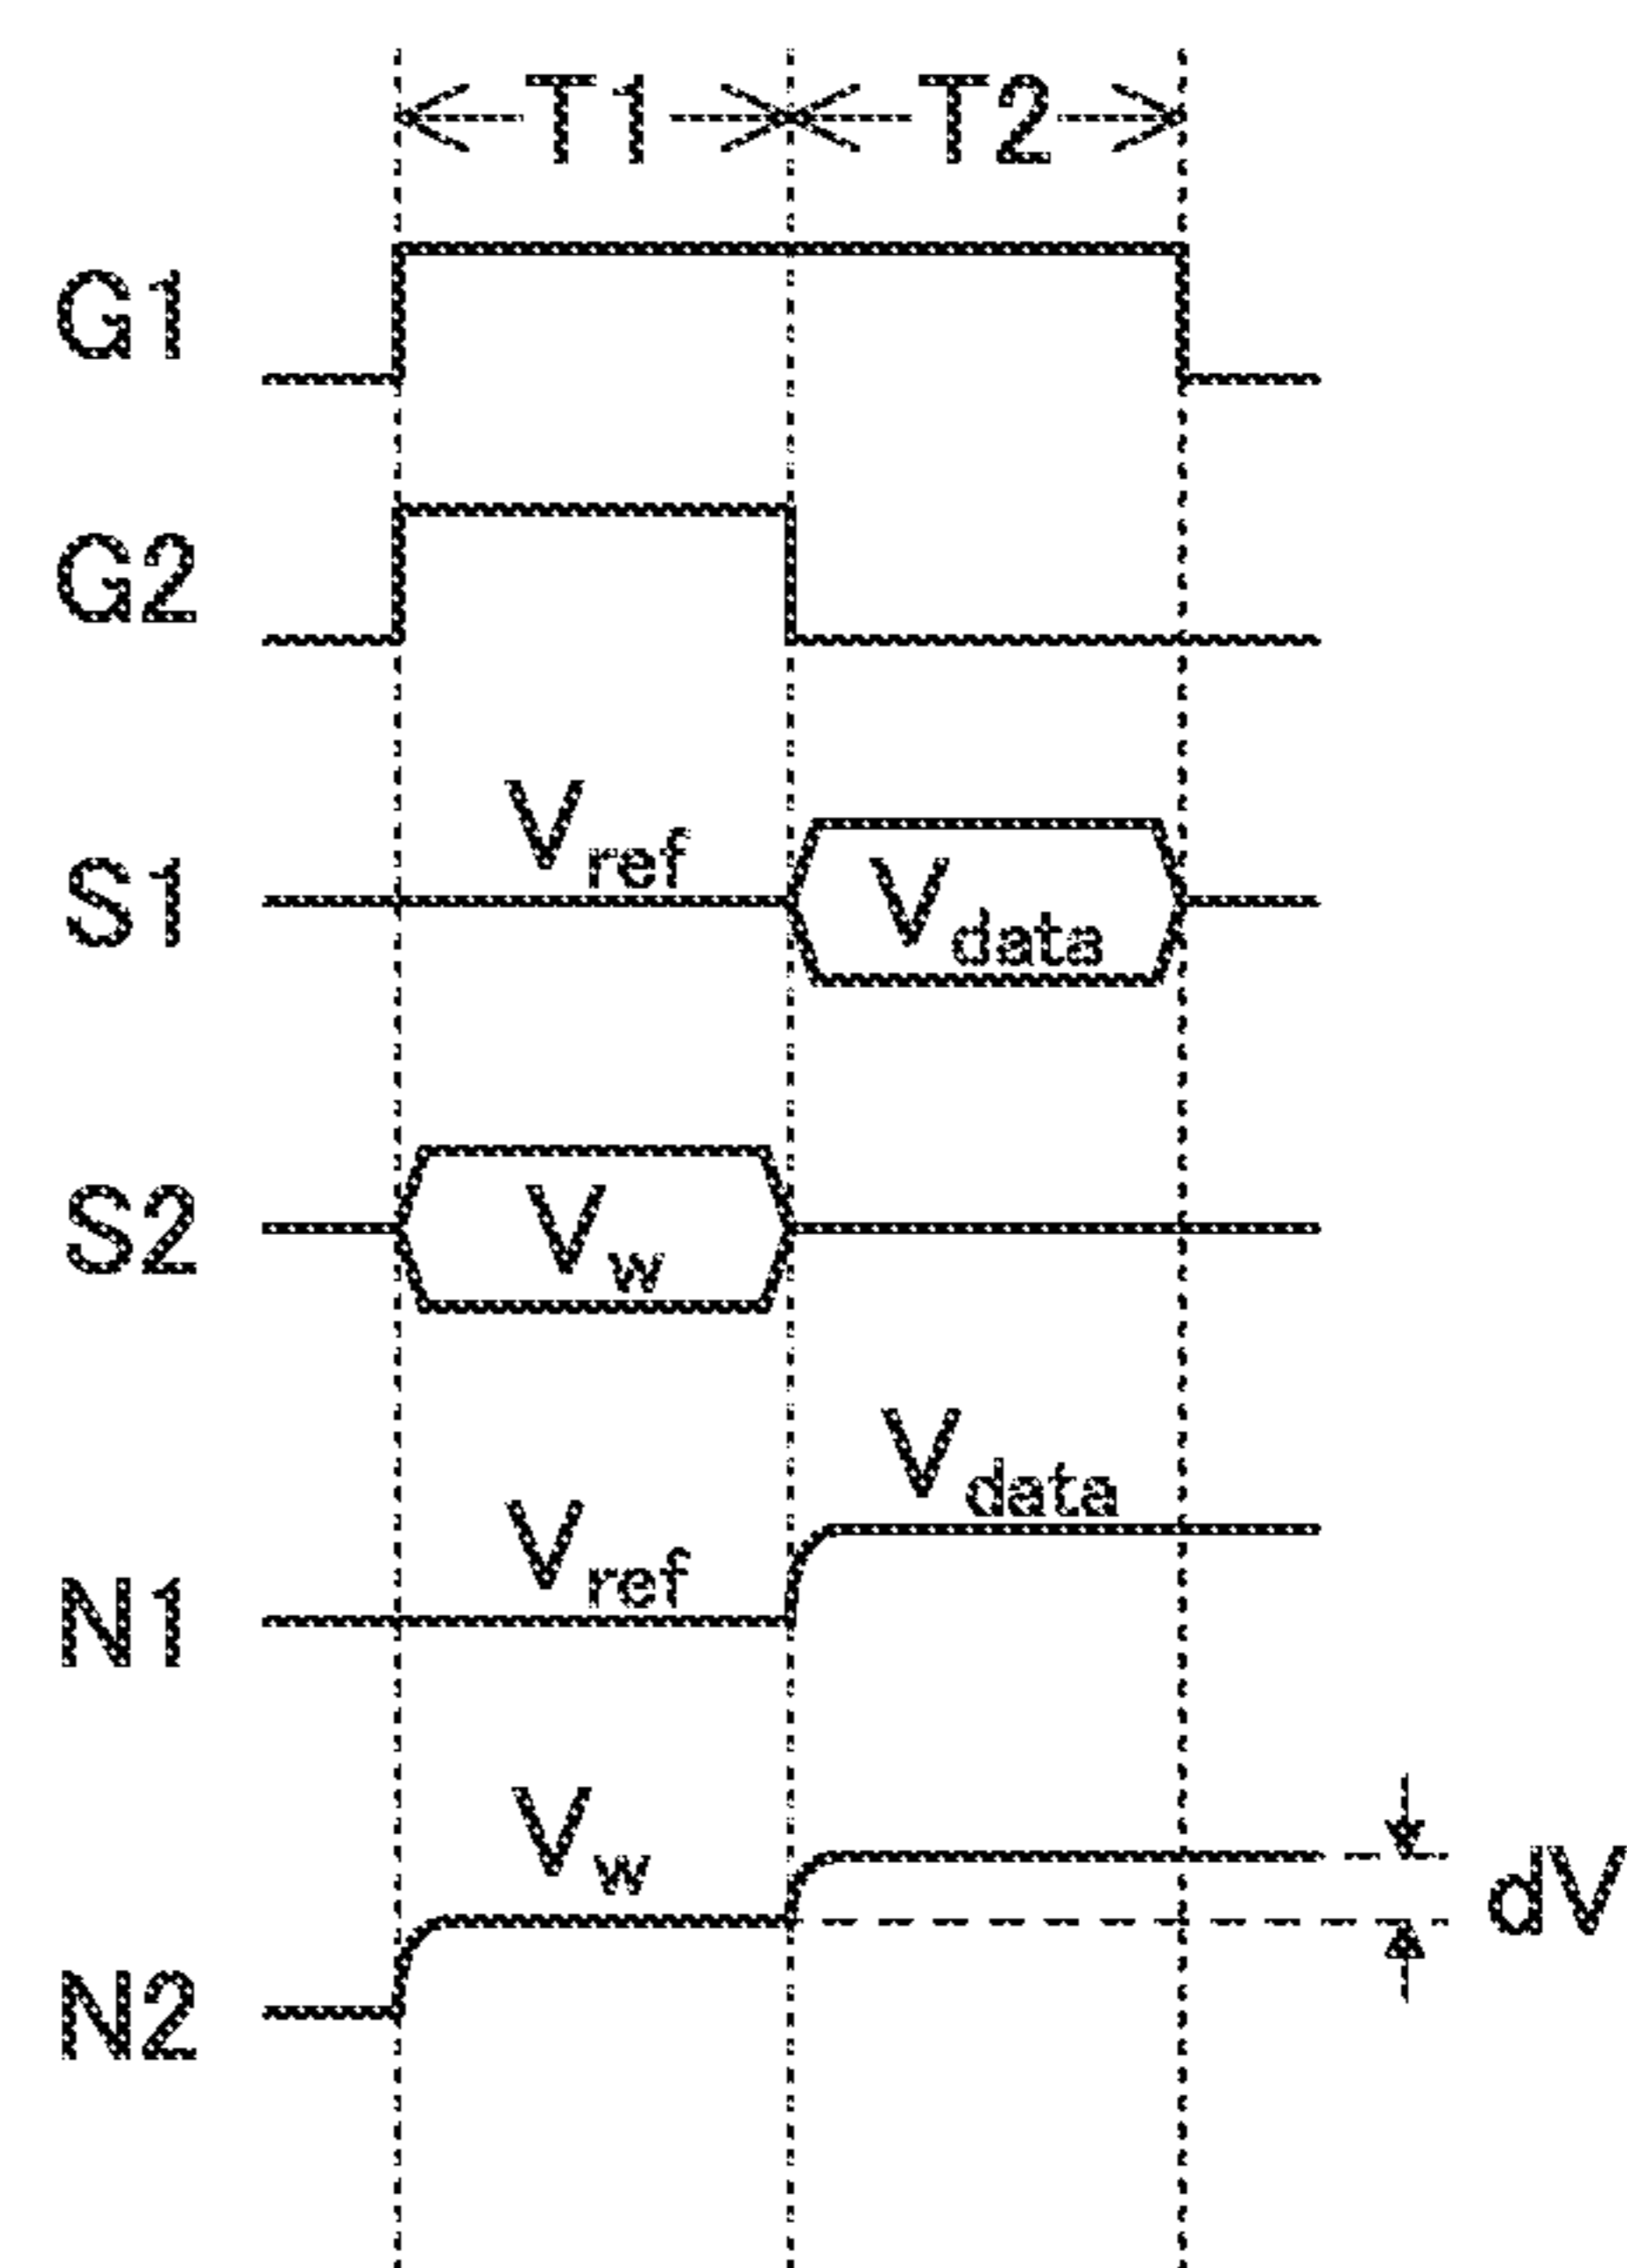 T1 T2
G1
G2
S1 Vref Vdata
S2 Vw
N1 Vref Vdata
N2 Vw dV